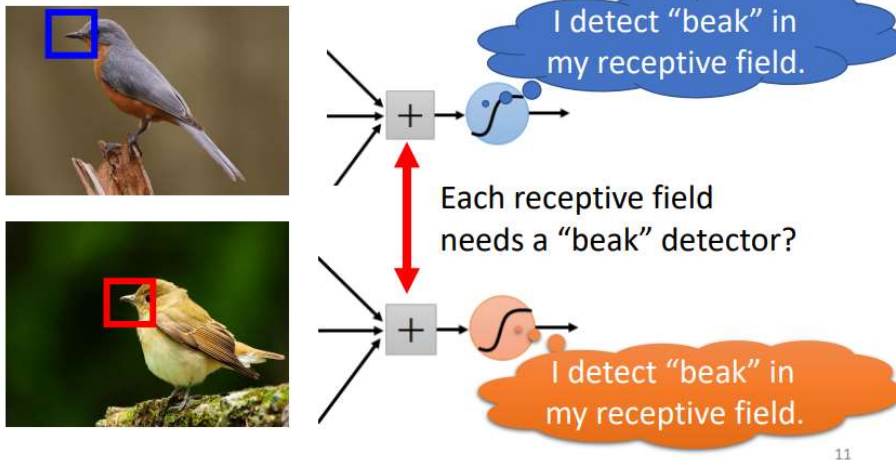 I detect “beak” in
my receptive field.
+
Each receptive field
needs a “beak” detector?
+
I detect “beak” in
my receptive field.
11